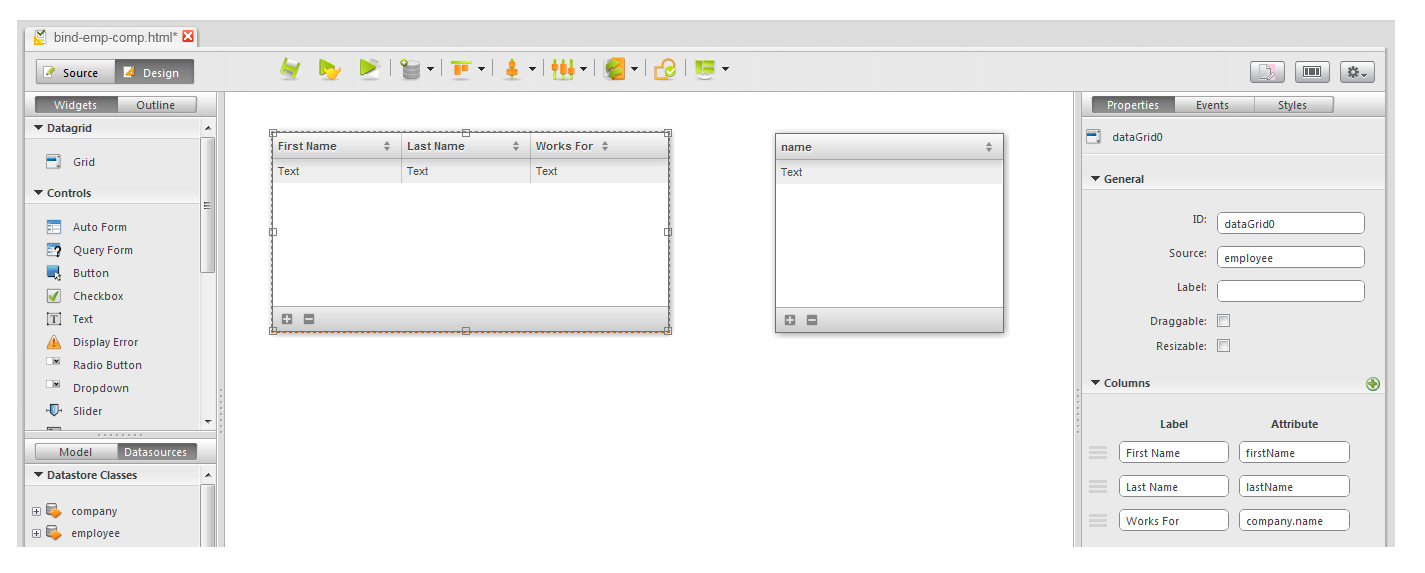 bind-emp-comp.html*
Source Design
Widgets Outline
Datagrid
Grid
Controls
Auto Form
Query Form
Button
Checkbox
Text
Display Error
Radio Button
Dropdown
Slider
Model Datasources
Datastore Classes
company
employee
First Name Last Name Works For
Text Text Text
name
Text
Properties Events Styles
dataGrid0
General
ID: dataGrid0
Source: employee
Label:
Draggable:
Resizable:
Columns
Label Attribute
First Name firstName
Last Name lastName
Works For company.name